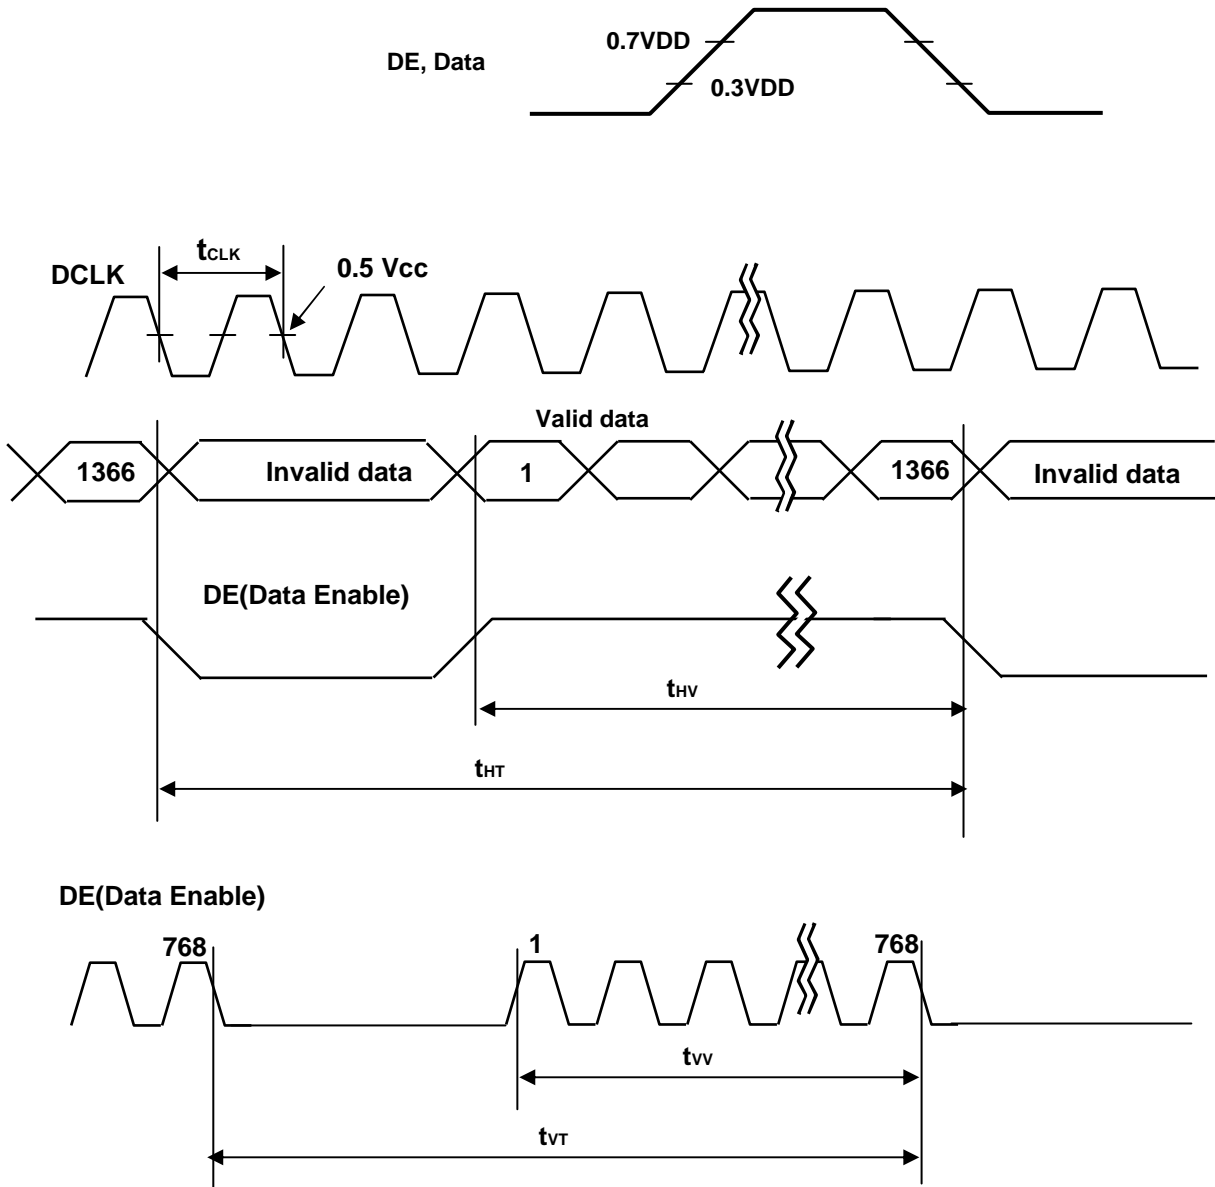 0.7VDD
DE, Data
0.3VDD
tCLK
DCLK
0.5 Vcc
Valid data
1366
Invalid data
1
1366
Invalid data
DE(Data Enable)
tHV
tHT
DE(Data Enable)
768
1
768
tVV
tVT